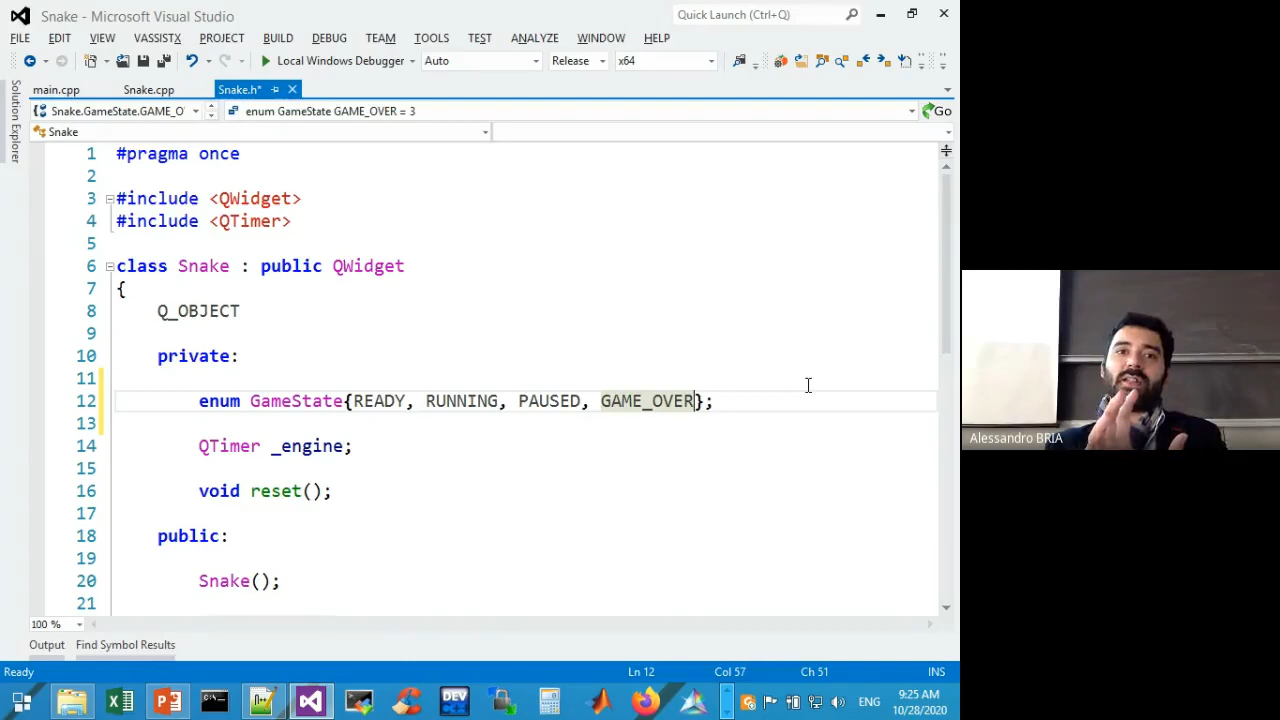 Snake - Microsoft Visual Studio
Quick Launch (Ctrl+Q)
FILE EDIT VIEW VASSISTX PROJECT BUILD DEBUG TEAM TOOLS TEST ANALYZE WINDOW HELP
Local Windows Debugger Auto Release x64
Solution Explorer
main.cpp Snake.cpp Snake.h*
Snake.GameState.GAME_O enum GameState GAME_OVER = 3 Go
Snake
1 #pragma once
2
3 #include <QWidget>
4 #include <QTimer>
5
6 class Snake : public QWidget
7 {
8 Q_OBJECT
9
10 private:
11
12 enum GameState{READY, RUNNING, PAUSED, GAME_OVER};
13
14 QTimer _engine;
15
16 void reset();
17
18 public:
19
20 Snake();
21
100 %
Output Find Symbol Results
Ready Ln 12 Col 57 Ch 51 INS
DEV
ENG
9:25 AM
10/28/2020
Alessandro BRIA